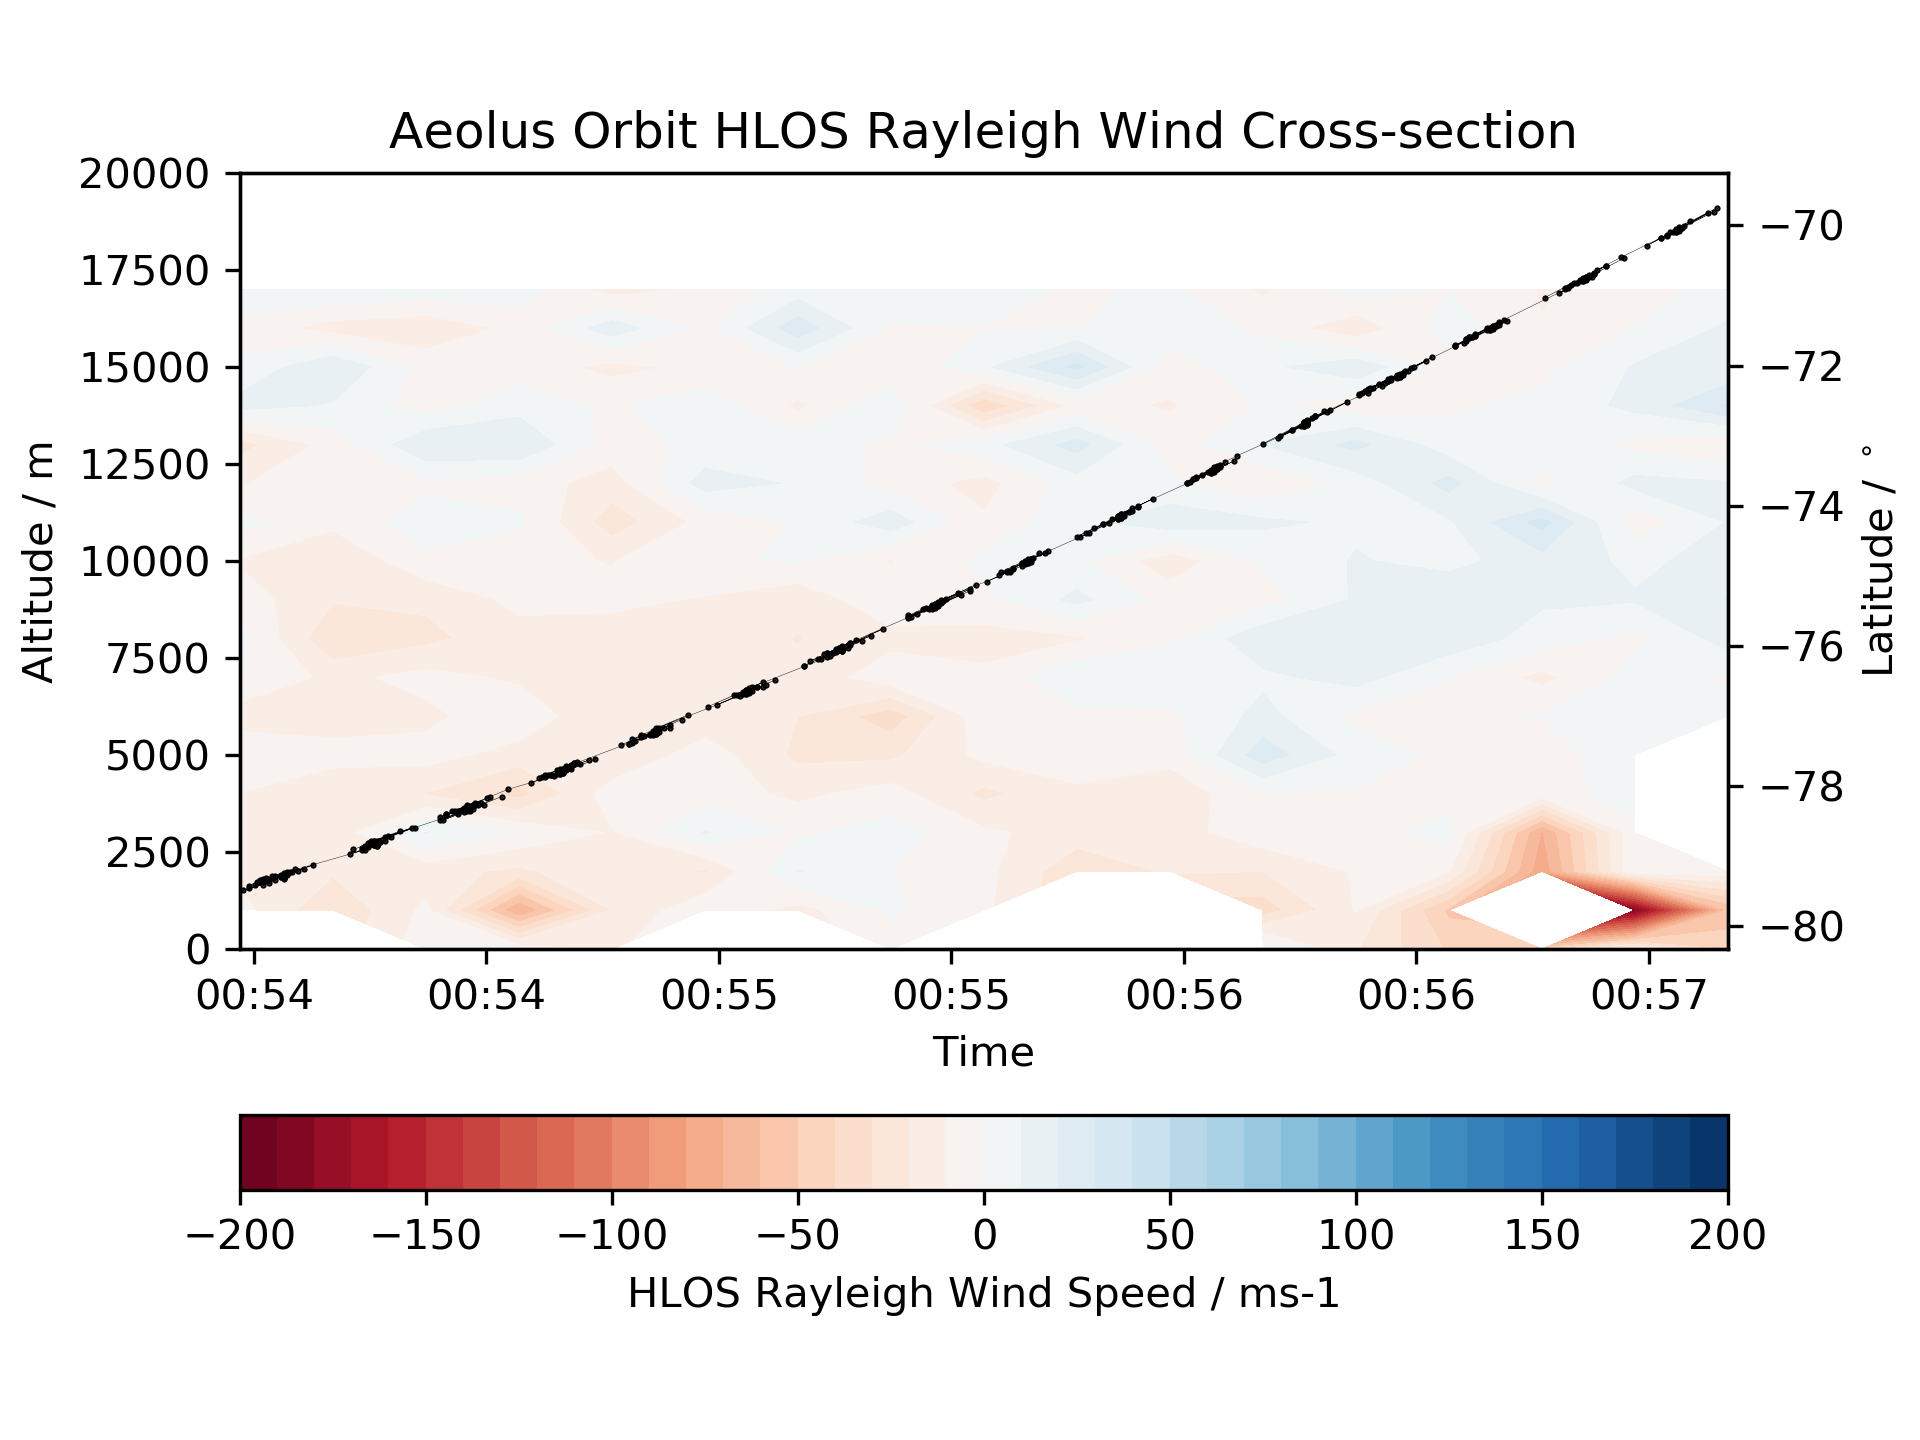 Aeolus Orbit HLOS Rayleigh Wind Cross-section
20000
17500
15000
12500
10000
7500
5000
2500
0
Altitude / m
−70
−72
−74
−76
−78
−80
Latitude / °
00:54 00:54 00:55 00:55 00:56 00:56 00:57
Time
−200 −150 −100 −50 0 50 100 150 200
HLOS Rayleigh Wind Speed / ms-1